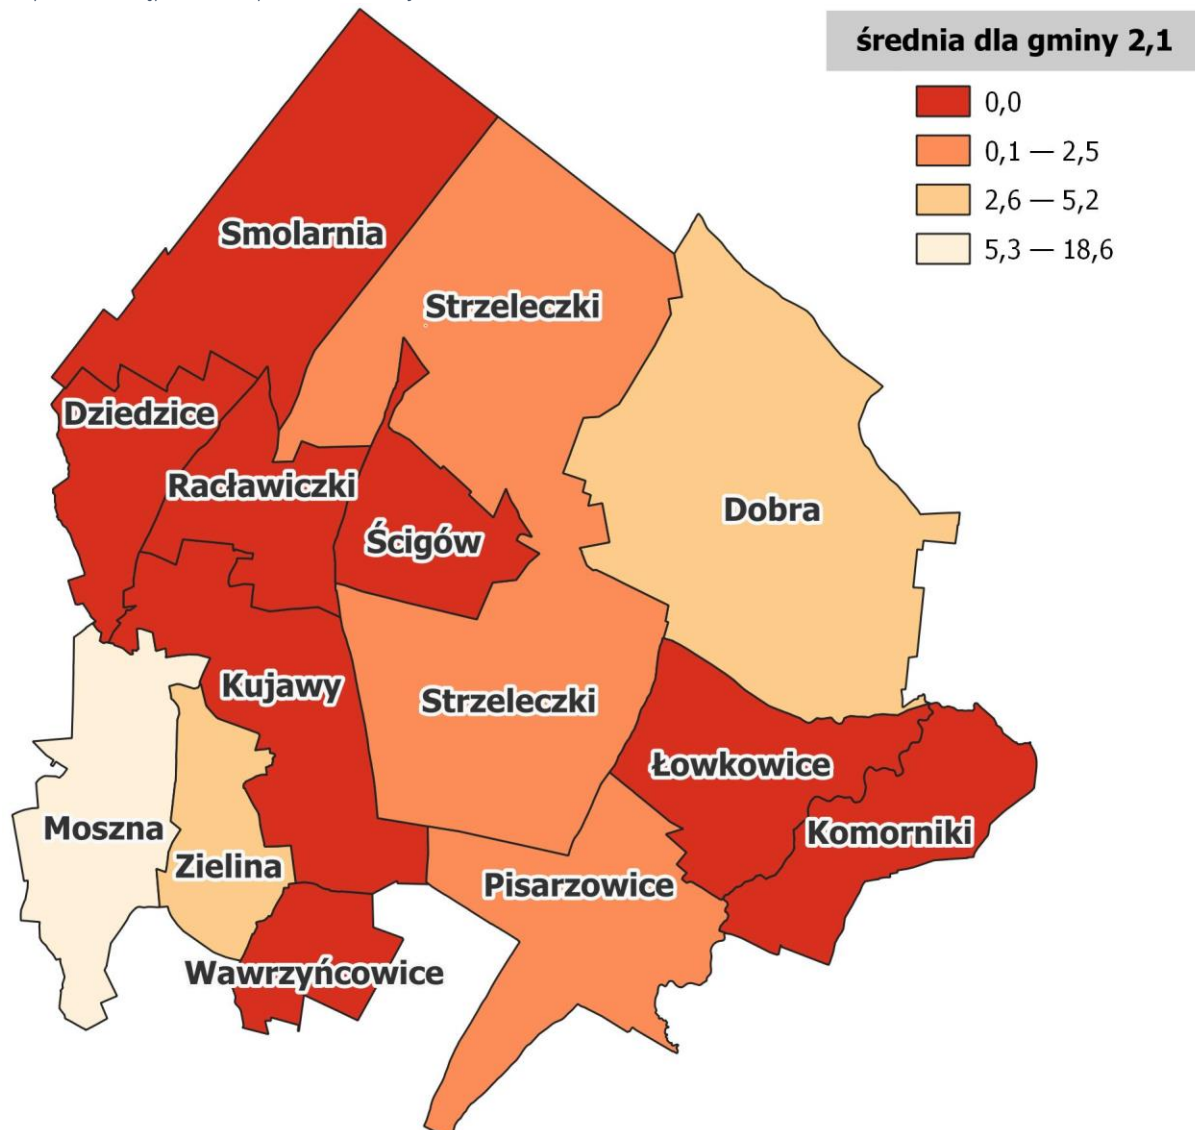 średnia dla gminy 2,1
0,0
0,1 — 2,5
2,6 — 5,2
5,3 — 18,6
Smolarnia
Strzeleczki
Dziedzice
Racławiczki
Ścigów
Dobra
Kujawy
Strzeleczki
Łowkowice
Moszna
Zielina
Komorniki
Pisarzowice
Wawrzyńcowice